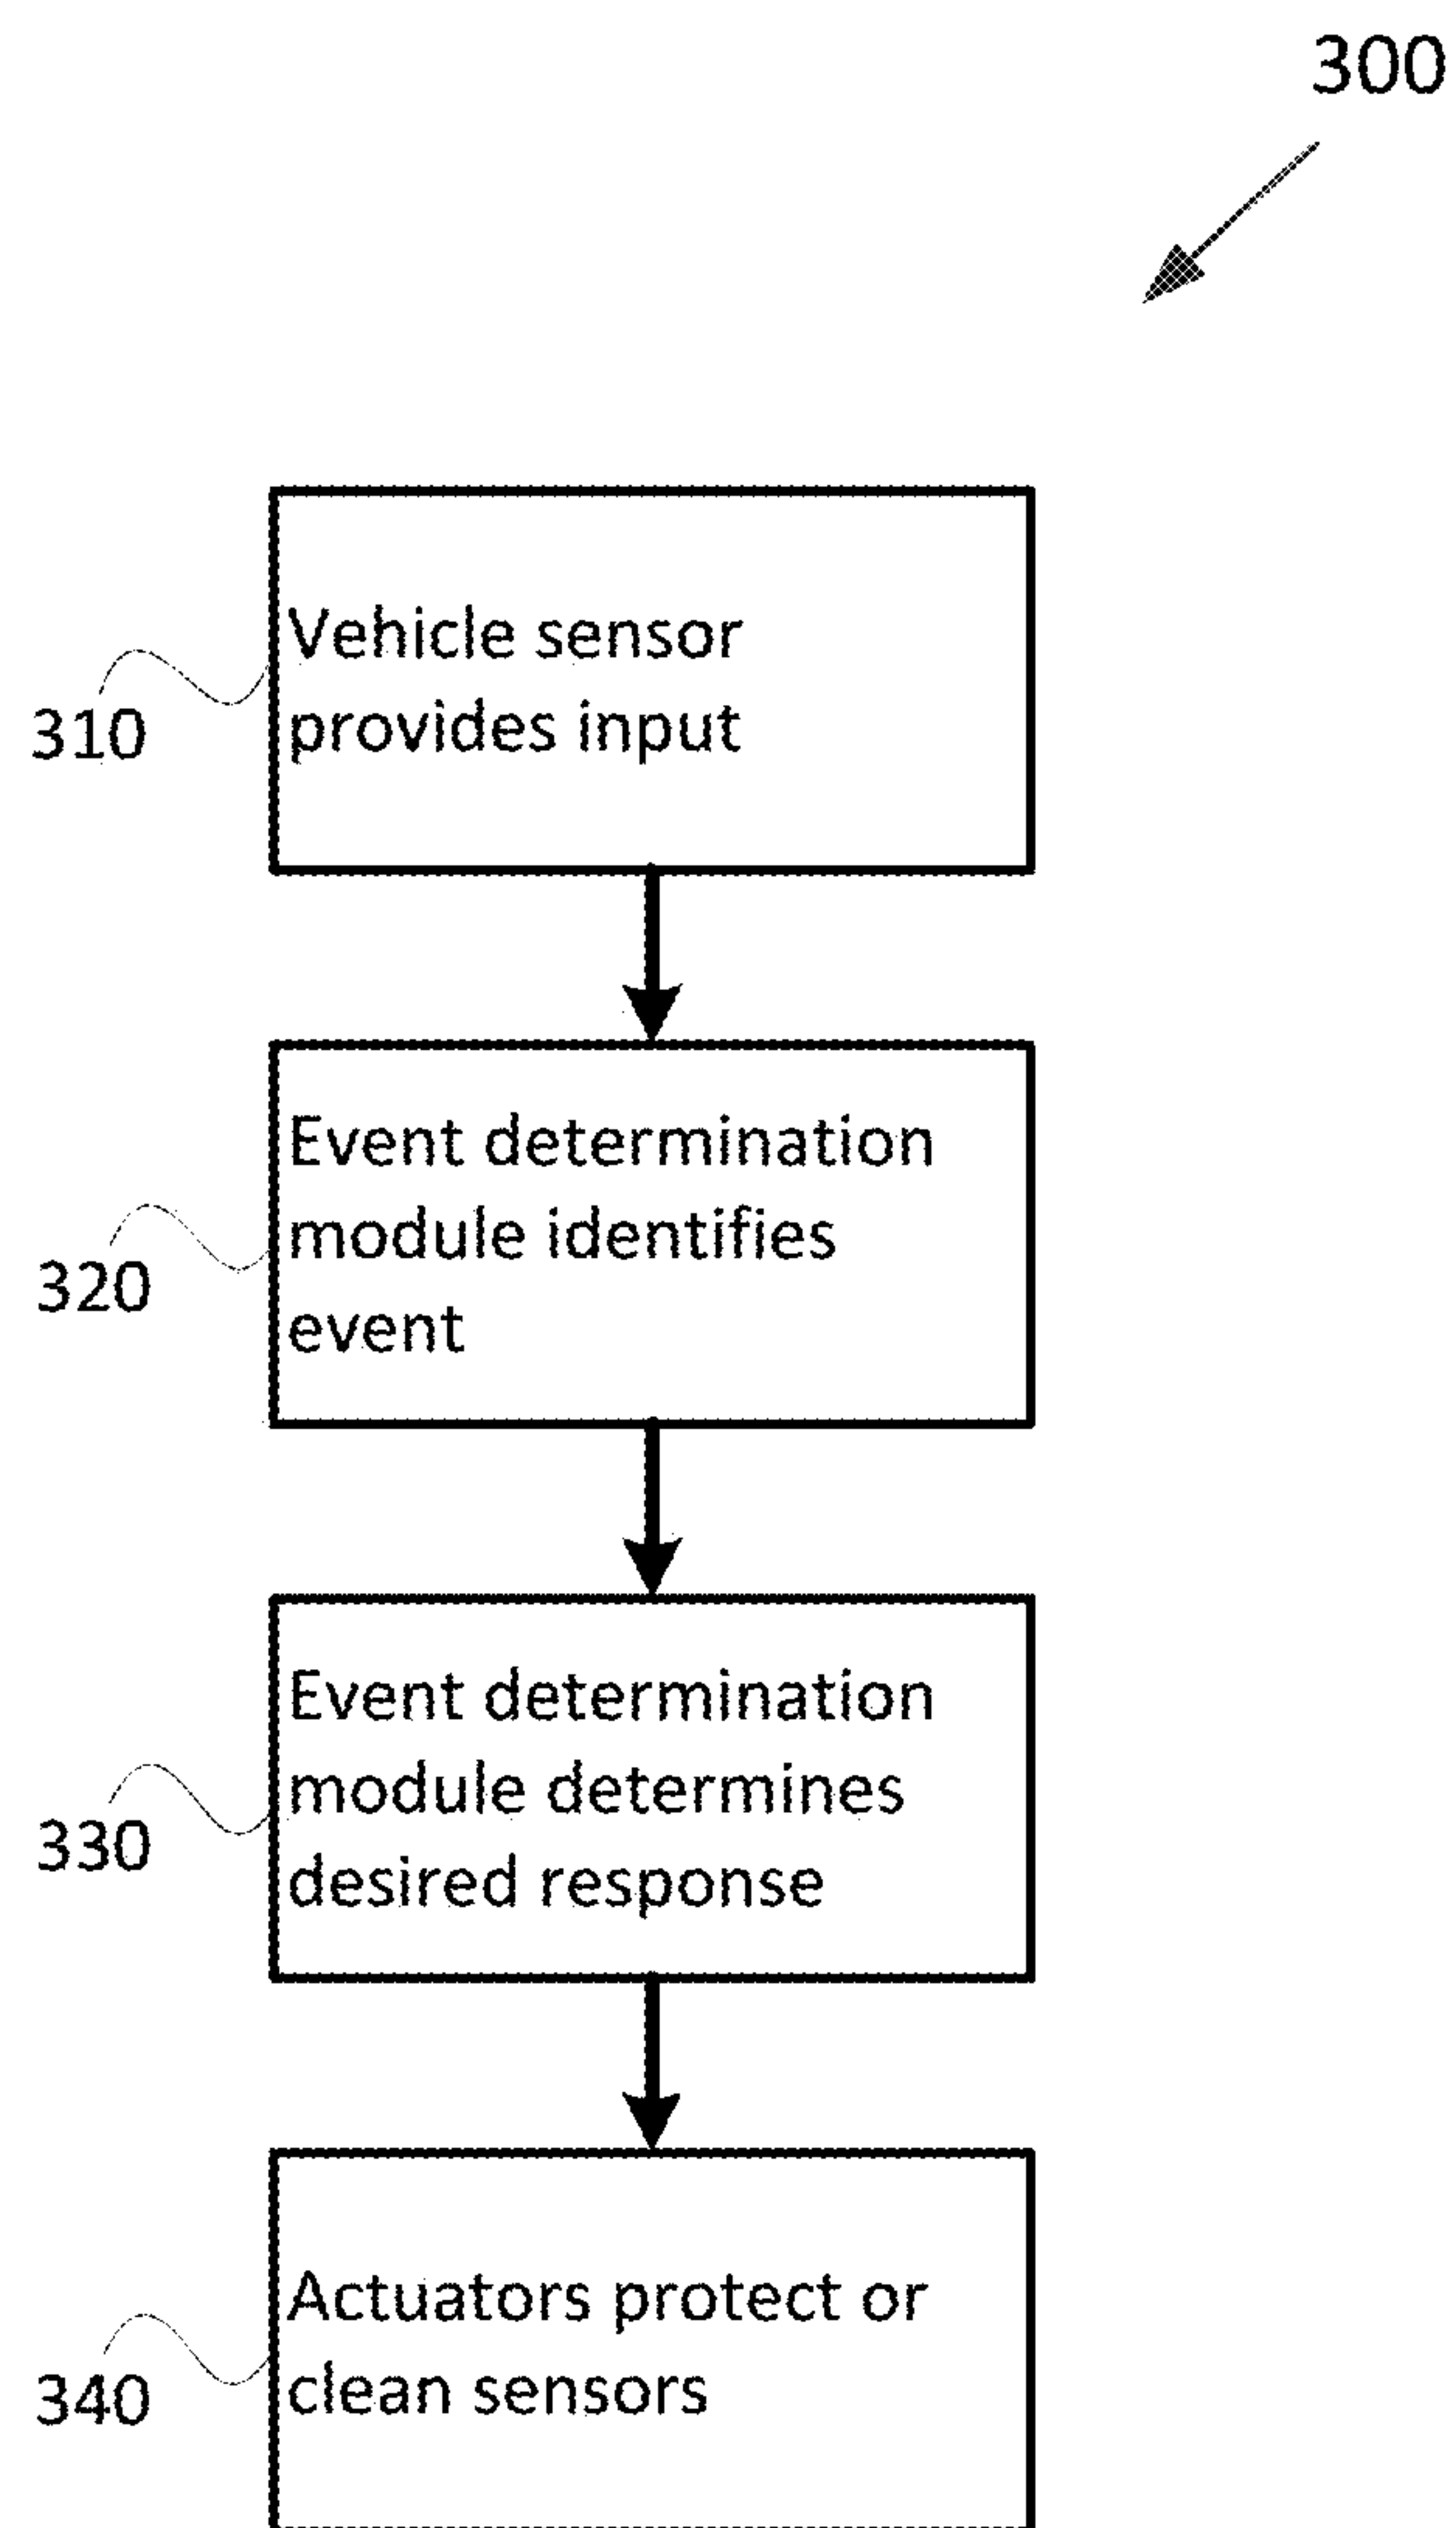 300
Vehicle sensor
provides input
310
Event determination
module identifies
event
320
Event determination
module determines
desired response
330
Actuators protect or
clean sensors
340